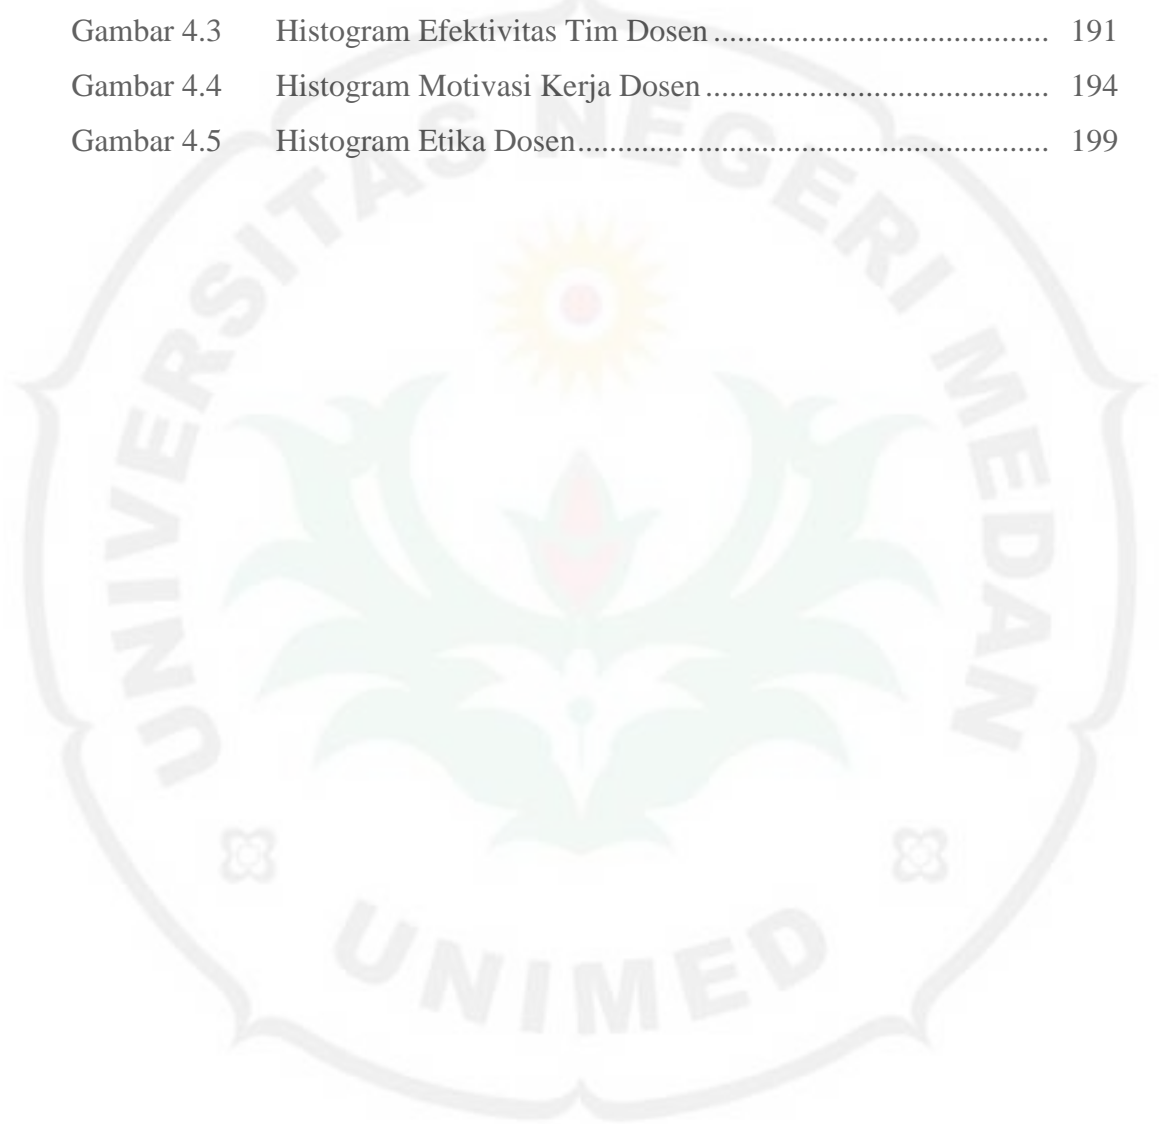 Gambar 4.3 Histogram Efektivitas Tim Dosen .................................... 191
Gambar 4.4 Histogram Motivasi Kerja Dosen ..................................... 194
Gambar 4.5 Histogram Etika Dosen................................................... 199
UNIVERSITAS NEGERI MEDAN
UNIMED